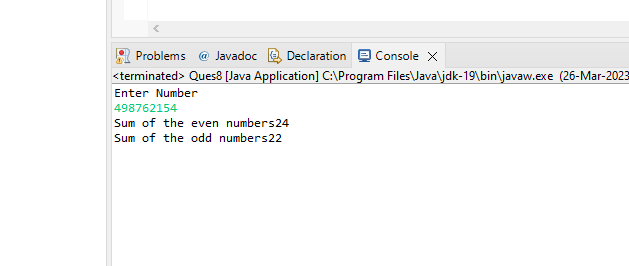 Problems @ Javadoc Declaration Console
<terminated> Ques8 [Java Application] C:\Program Files\Java\jdk-19\bin\javaw.exe (26-Mar-2023
Enter Number
498762154
Sum of the even numbers24
Sum of the odd numbers22